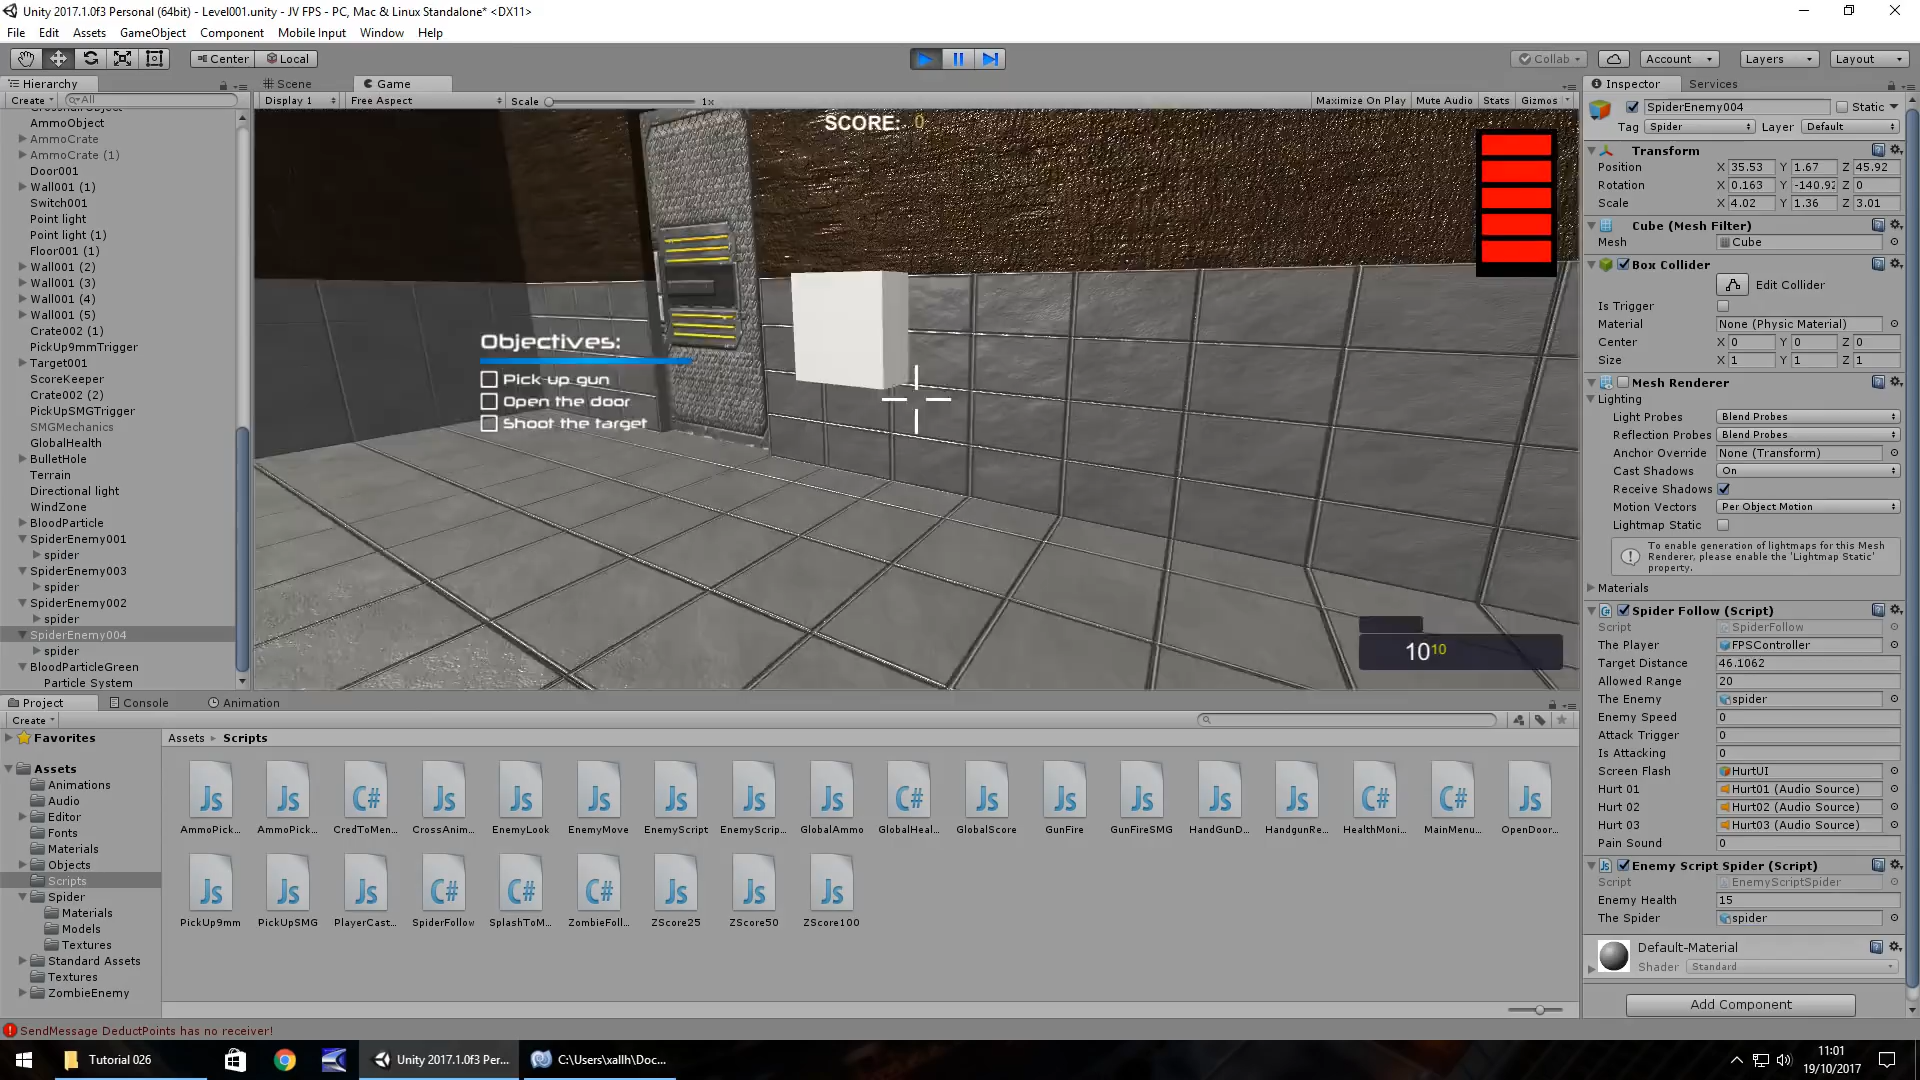 Unity 2017.1.0f3 Personal (64bit) - Level001.unity - JV FPS - PC, Mac & Linux Standalone* <DX11>
File Edit Assets GameObject Component Mobile Input Window Help
Center Local
Collab Account Layers Layout
Hierarchy
Create All
AmmoObject
AmmoCrate
AmmoCrate (1)
Door001
Wall001 (1)
Switch001
Point light
Point light (1)
Floor001 (1)
Wall001 (2)
Wall001 (3)
Wall001 (4)
Wall001 (5)
Crate002 (1)
PickUp9mmTrigger
Target001
ScoreKeeper
Crate002 (2)
PickUpSMGTrigger
SMGMechanics
GlobalHealth
BulletHole
Terrain
Directional light
WindZone
BloodParticle
SpiderEnemy001
spider
SpiderEnemy003
spider
SpiderEnemy002
spider
SpiderEnemy004
spider
BloodParticleGreen
Particle System
Scene Game
Display 1 Free Aspect Scale 1x Maximize On Play Mute Audio Stats Gizmos
SCORE: 0
Objectives:
Pick-up gun
Open the door
Shoot the target
10 10
Inspector Services
SpiderEnemy004 Static
Tag Spider Layer Default
Transform
Position X 35.53 Y 1.67 Z 45.92
Rotation X 0.163 Y -140.92 Z 0
Scale X 4.02 Y 1.36 Z 3.01
Cube (Mesh Filter)
Mesh Cube
Box Collider
Edit Collider
Is Trigger
Material None (Physic Material)
Center X 0 Y 0 Z 0
Size X 1 Y 1 Z 1
Mesh Renderer
Lighting
Light Probes Blend Probes
Reflection Probes Blend Probes
Anchor Override None (Transform)
Cast Shadows On
Receive Shadows
Motion Vectors Per Object Motion
Lightmap Static
To enable generation of lightmaps for this Mesh
Renderer, please enable the 'Lightmap Static'
property.
Materials
Spider Follow (Script)
Script SpiderFollow
The Player FPSController
Target Distance 46.1062
Allowed Range 20
The Enemy spider
Enemy Speed 0
Attack Trigger 0
Is Attacking 0
Screen Flash HurtUI
Hurt 01 Hurt01 (Audio Source)
Hurt 02 Hurt02 (Audio Source)
Hurt 03 Hurt03 (Audio Source)
Pain Sound 0
Enemy Script Spider (Script)
Script EnemyScriptSpider
Enemy Health 15
The Spider spider
Default-Material
Shader Standard
Add Component
Project Console Animation
Create
Favorites
Assets
Animations
Audio
Editor
Fonts
Materials
Objects
Scripts
Spider
Materials
Models
Textures
Standard Assets
Textures
ZombieEnemy
Assets Scripts
AmmoPick... AmmoPick... CredToMen... CrossAnim... EnemyLook EnemyMove EnemyScript EnemyScrip... GlobalAmmo GlobalHeal... GlobalScore GunFire GunFireSMG HandGunD... HandgunRe... HealthMoni... MainMenu... OpenDoor...
PickUp9mm PickUpSMG PlayerCast... SpiderFollow SplashToM... ZombieFoll... ZScore25 ZScore50 ZScore100
SendMessage DeductPoints has no receiver!
Tutorial 026 Unity 2017.1.0f3 Per... C:\Users\xallh\Doc...
11:01
19/10/2017